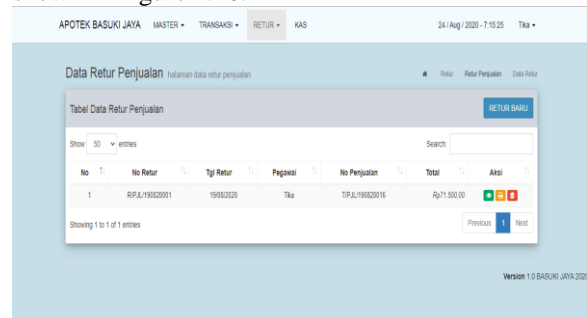 APOTEK BASUKI JAYA MASTER TRANSAKSI RETUR KAS 24 / Aug / 2020 - 7:15:25 Tika
Data Retur Penjualan halaman data retur penjualan Retur Retur Penjualan Data Retur
Tabel Data Retur Penjualan RETUR BARU
Show 50 entries Search:
No No Retur Tgl Retur Pegawai No Penjualan Total Aksi
1 R/PJL/190820001 19/08/2020 Tika T/PJL/190820016 Rp71,500,00
Showing 1 to 1 of 1 entries Previous 1 Next
Version 1.0 BASUKI JAYA 2020